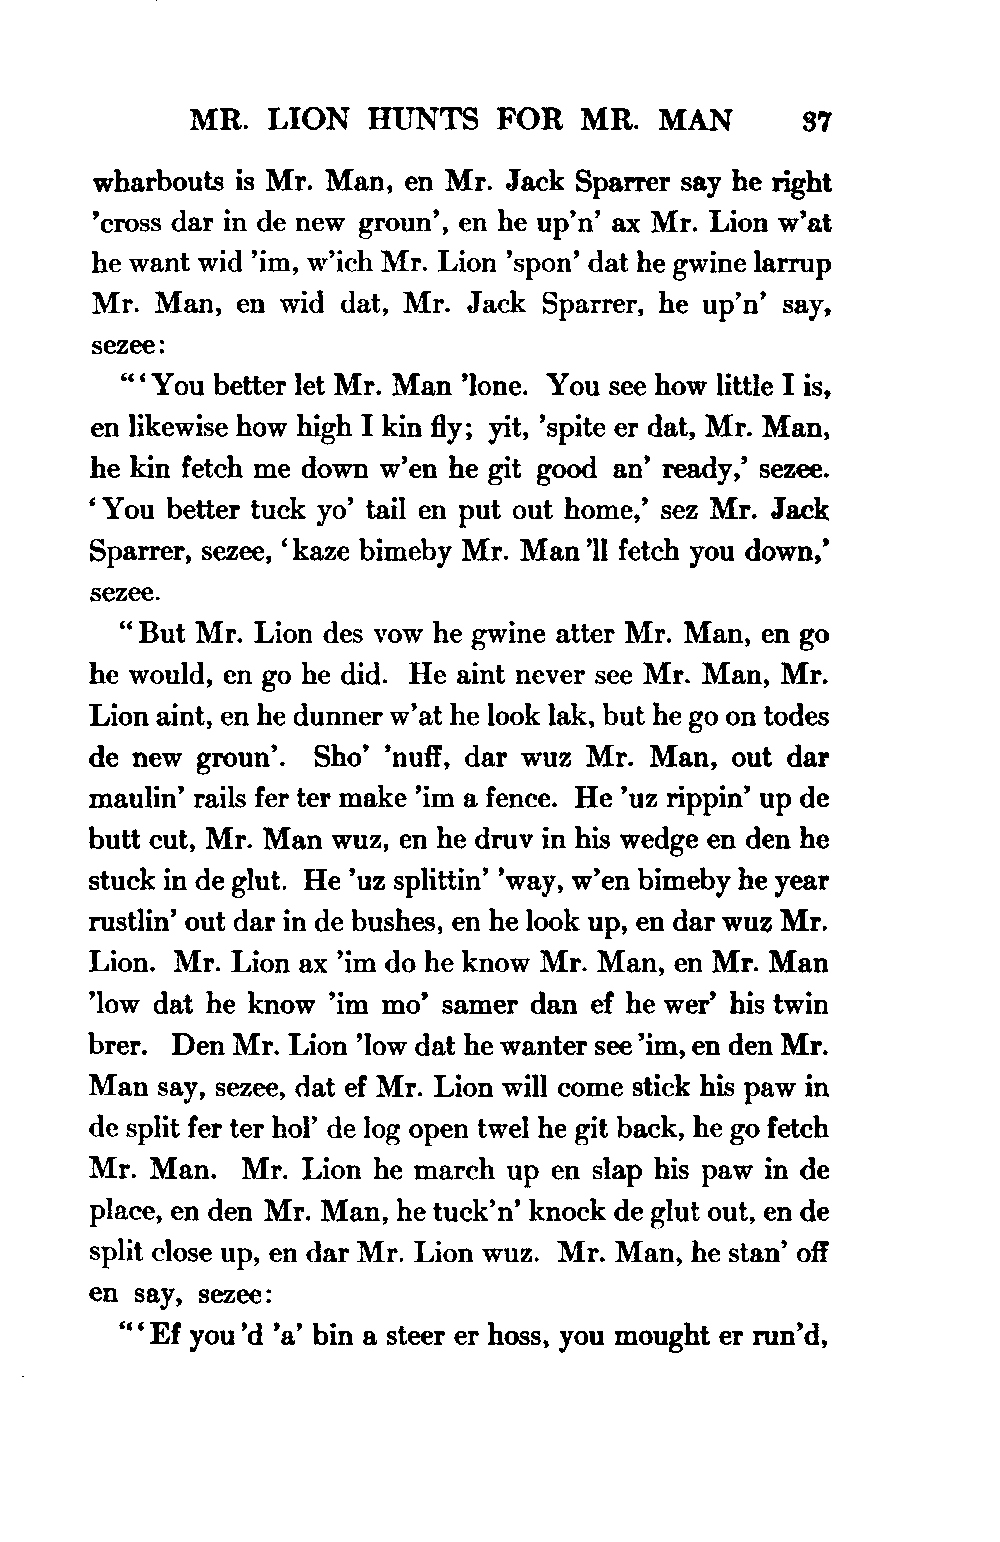 MR. LION HUNTS FOR MR. MAN 37
wharbouts is Mr. Man, en Mr. Jack Sparrer say he right
'cross dar in de new groun', en he up'n' ax Mr. Lion w'at
he want wid 'im, w'ich Mr. Lion 'spon' dat he gwine larrup
Mr. Man, en wid dat, Mr. Jack Sparrer, he up'n' say,
sezee:
"'You better let Mr. Man 'lone. You see how little I is,
en likewise how high I kin fly; yit, 'spite er dat, Mr. Man,
he kin fetch me down w'en he git good an' ready,' sezee.
'You better tuck yo' tail en put out home,' sez Mr. Jack
Sparrer, sezee, 'kaze bimeby Mr. Man 'll fetch you down,'
sezee.
"But Mr. Lion des vow he gwine atter Mr. Man, en go
he would, en go he did. He aint never see Mr. Man, Mr.
Lion aint, en he dunner w'at he look lak, but he go on todes
de new groun'. Sho' 'nuff, dar wuz Mr. Man, out dar
maulin' rails fer ter make 'im a fence. He 'uz rippin' up de
butt cut, Mr. Man wuz, en he druv in his wedge en den he
stuck in de glut. He 'uz splittin' 'way, w'en bimeby he year
rustlin' out dar in de bushes, en he look up, en dar wuz Mr.
Lion. Mr. Lion ax 'im do he know Mr. Man, en Mr. Man
'low dat he know 'im mo' samer dan ef he wer' his twin
brer. Den Mr. Lion 'low dat he wanter see 'im, en den Mr.
Man say, sezee, dat ef Mr. Lion will come stick his paw in
de split fer ter hol' de log open twel he git back, he go fetch
Mr. Man. Mr. Lion he march up en slap his paw in de
place, en den Mr. Man, he tuck'n' knock de glut out, en de
split close up, en dar Mr. Lion wuz. Mr. Man, he stan' off
en say, sezee:
"'Ef you 'd 'a' bin a steer er hoss, you mought er run'd,